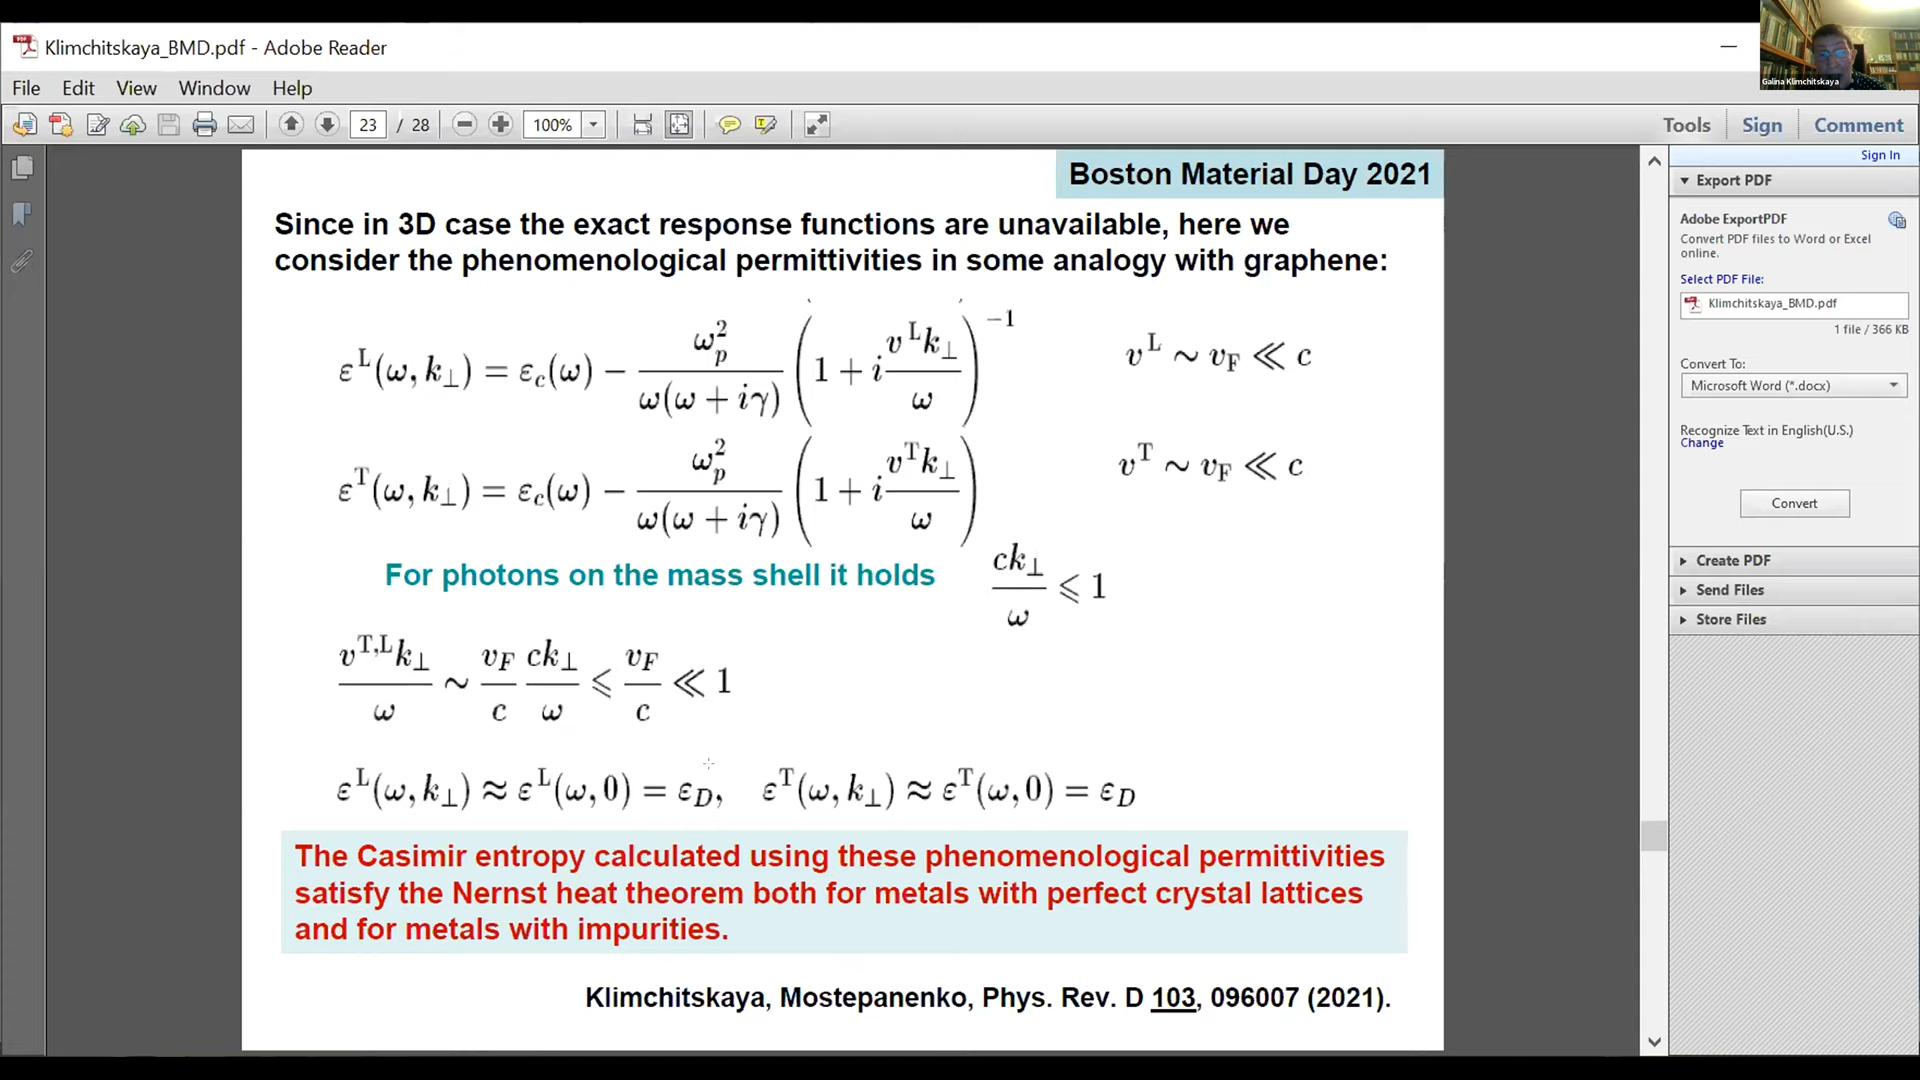 Klimchitskaya_BMD.pdf - Adobe Reader
Galina Klimchitskaya
File Edit View Window Help
23 / 28 100% Tools Sign Comment
Sign In
Boston Material Day 2021
Since in 3D case the exact response functions are unavailable, here we
consider the phenomenological permittivities in some analogy with graphene:
ε^L(ω, k⊥) = ε_c(ω) − ω_p^2 / ω(ω + iγ) (1 + i v^L k⊥ / ω)^−1 v^L ∼ v_F ≪ c
ε^T(ω, k⊥) = ε_c(ω) − ω_p^2 / ω(ω + iγ) (1 + i v^T k⊥ / ω) v^T ∼ v_F ≪ c
For photons on the mass shell it holds ck⊥ / ω ⩽ 1
v^T,L k⊥ / ω ∼ v_F / c ck⊥ / ω ⩽ v_F / c ≪ 1
ε^L(ω, k⊥) ≈ ε^L(ω, 0) = ε_D, ε^T(ω, k⊥) ≈ ε^T(ω, 0) = ε_D
The Casimir entropy calculated using these phenomenological permittivities
satisfy the Nernst heat theorem both for metals with perfect crystal lattices
and for metals with impurities.
Klimchitskaya, Mostepanenko, Phys. Rev. D 103, 096007 (2021).
Export PDF
Adobe ExportPDF
Convert PDF files to Word or Excel
online.
Select PDF File:
Klimchitskaya_BMD.pdf
1 file / 366 KB
Convert To:
Microsoft Word (*.docx)
Recognize Text in English(U.S.)
Change
Convert
Create PDF
Send Files
Store Files